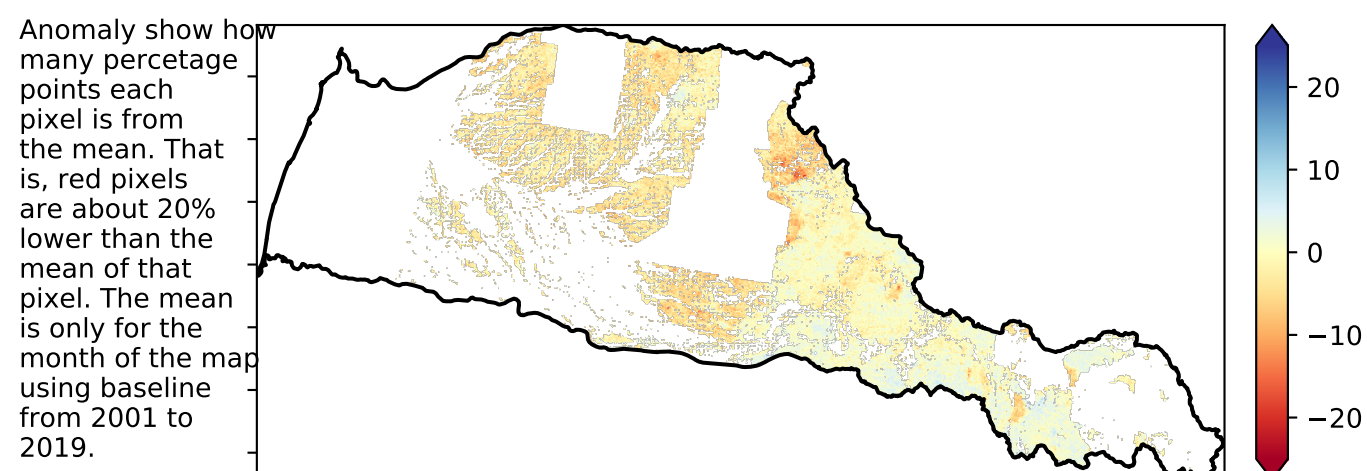 Anomaly show how
many percetage
points each
pixel is from
the mean. That
is, red pixels
are about 20%
lower than the
mean of that
pixel. The mean
is only for the
month of the map
using baseline
from 2001 to
2019.
20
10
0
−10
−20